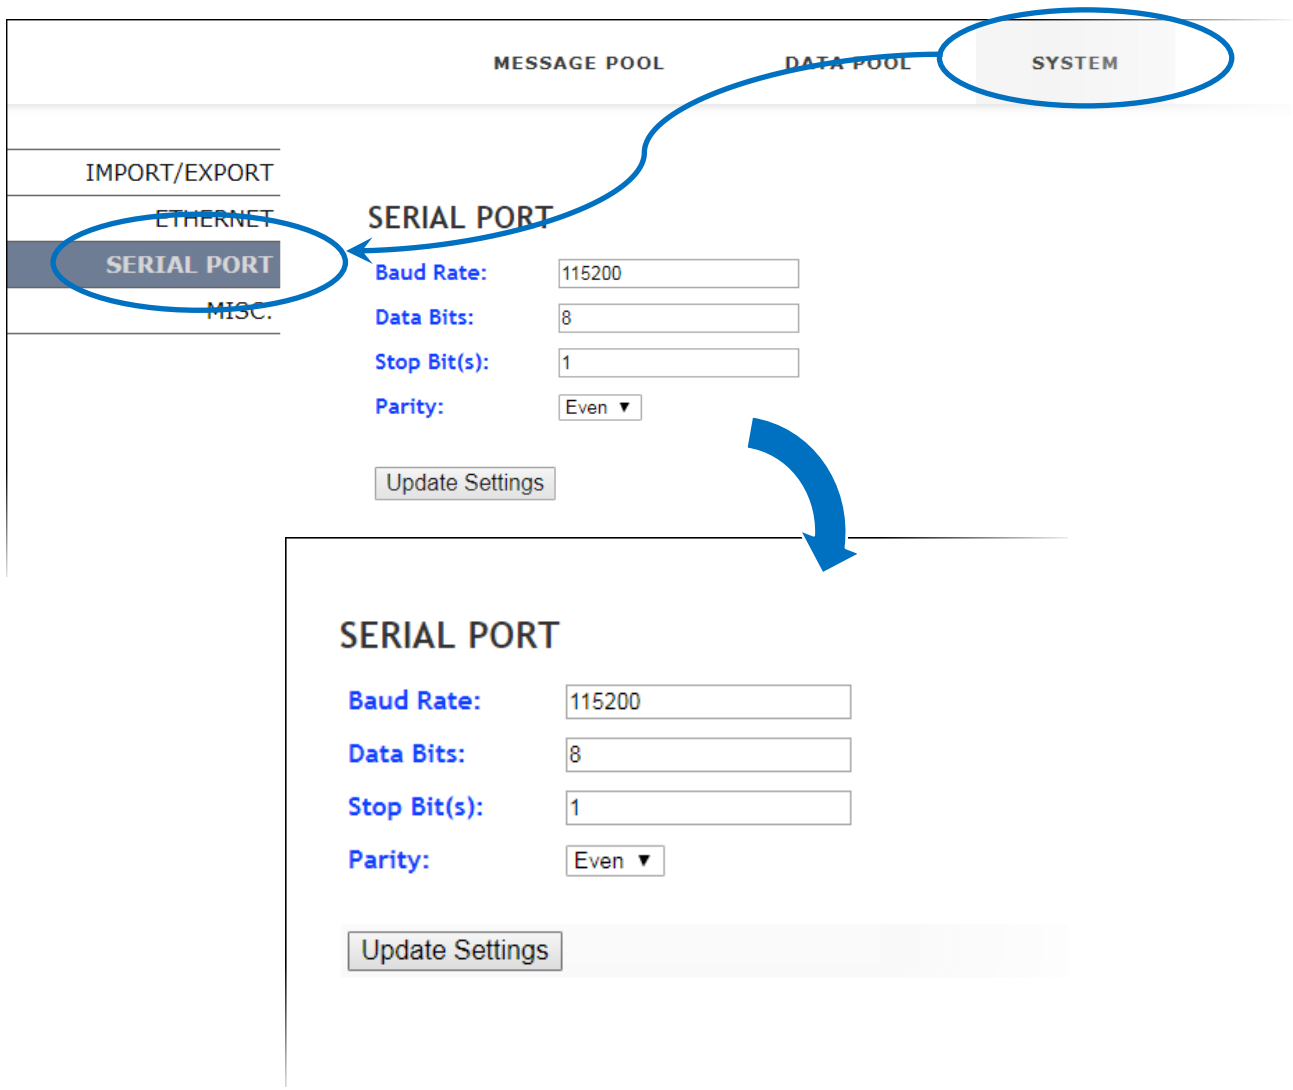 MESSAGE POOL DATA POOL SYSTEM
IMPORT/EXPORT
ETHERNET
SERIAL PORT
MISC.
SERIAL PORT
Baud Rate: 115200
Data Bits: 8
Stop Bit(s): 1
Parity: Even ▼
Update Settings
SERIAL PORT
Baud Rate: 115200
Data Bits: 8
Stop Bit(s): 1
Parity: Even ▼
Update Settings